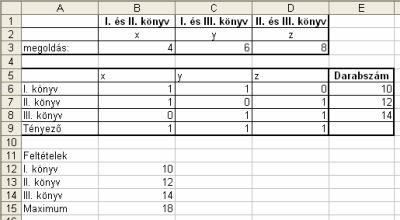 A B C D E
1 I. és II. könyv I. és III. könyv II. és III. könyv
2 x y z
3 megoldás: 4 6 8
4
5 x y z Darabszám
6 I. könyv 1 1 0 10
7 II. könyv 1 0 1 12
8 III. könyv 0 1 1 14
9 Tényező 1 1 1
10
11 Feltételek
12 I. könyv 10
13 II. könyv 12
14 III. könyv 14
15 Maximum 18